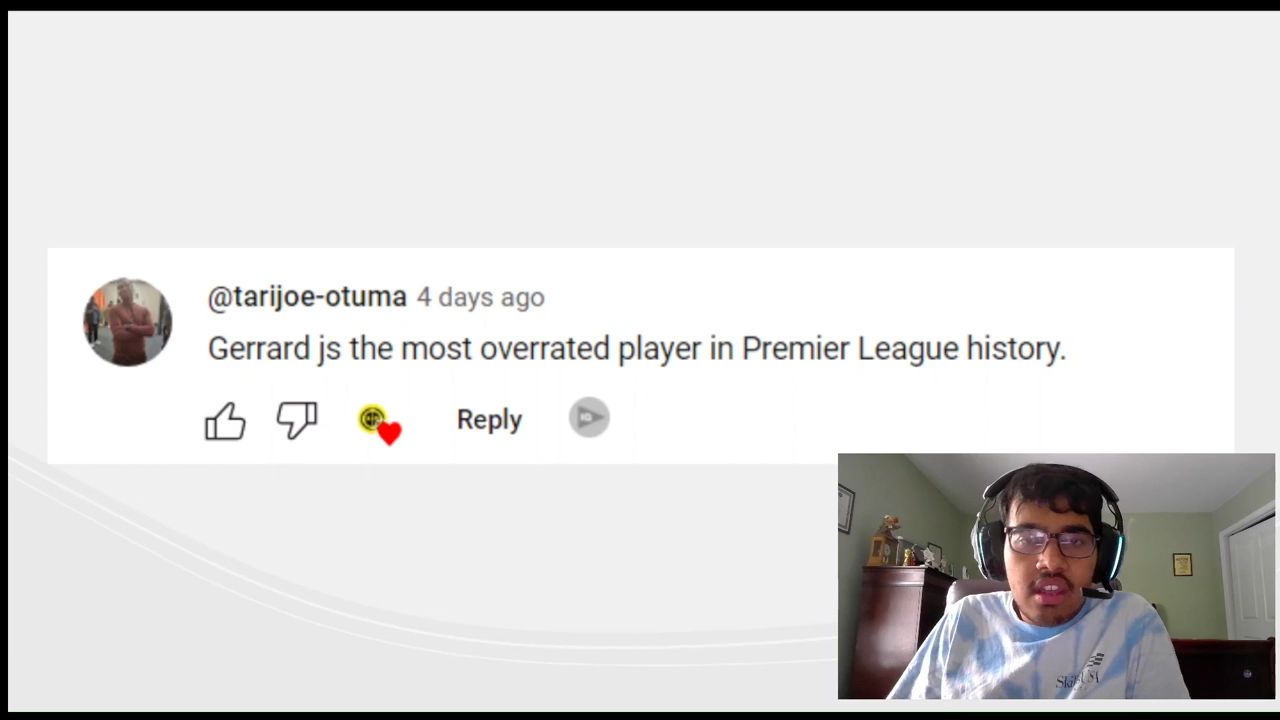 @tarijoe-otuma 4 days ago
Gerrard js the most overrated player in Premier League history.
Reply